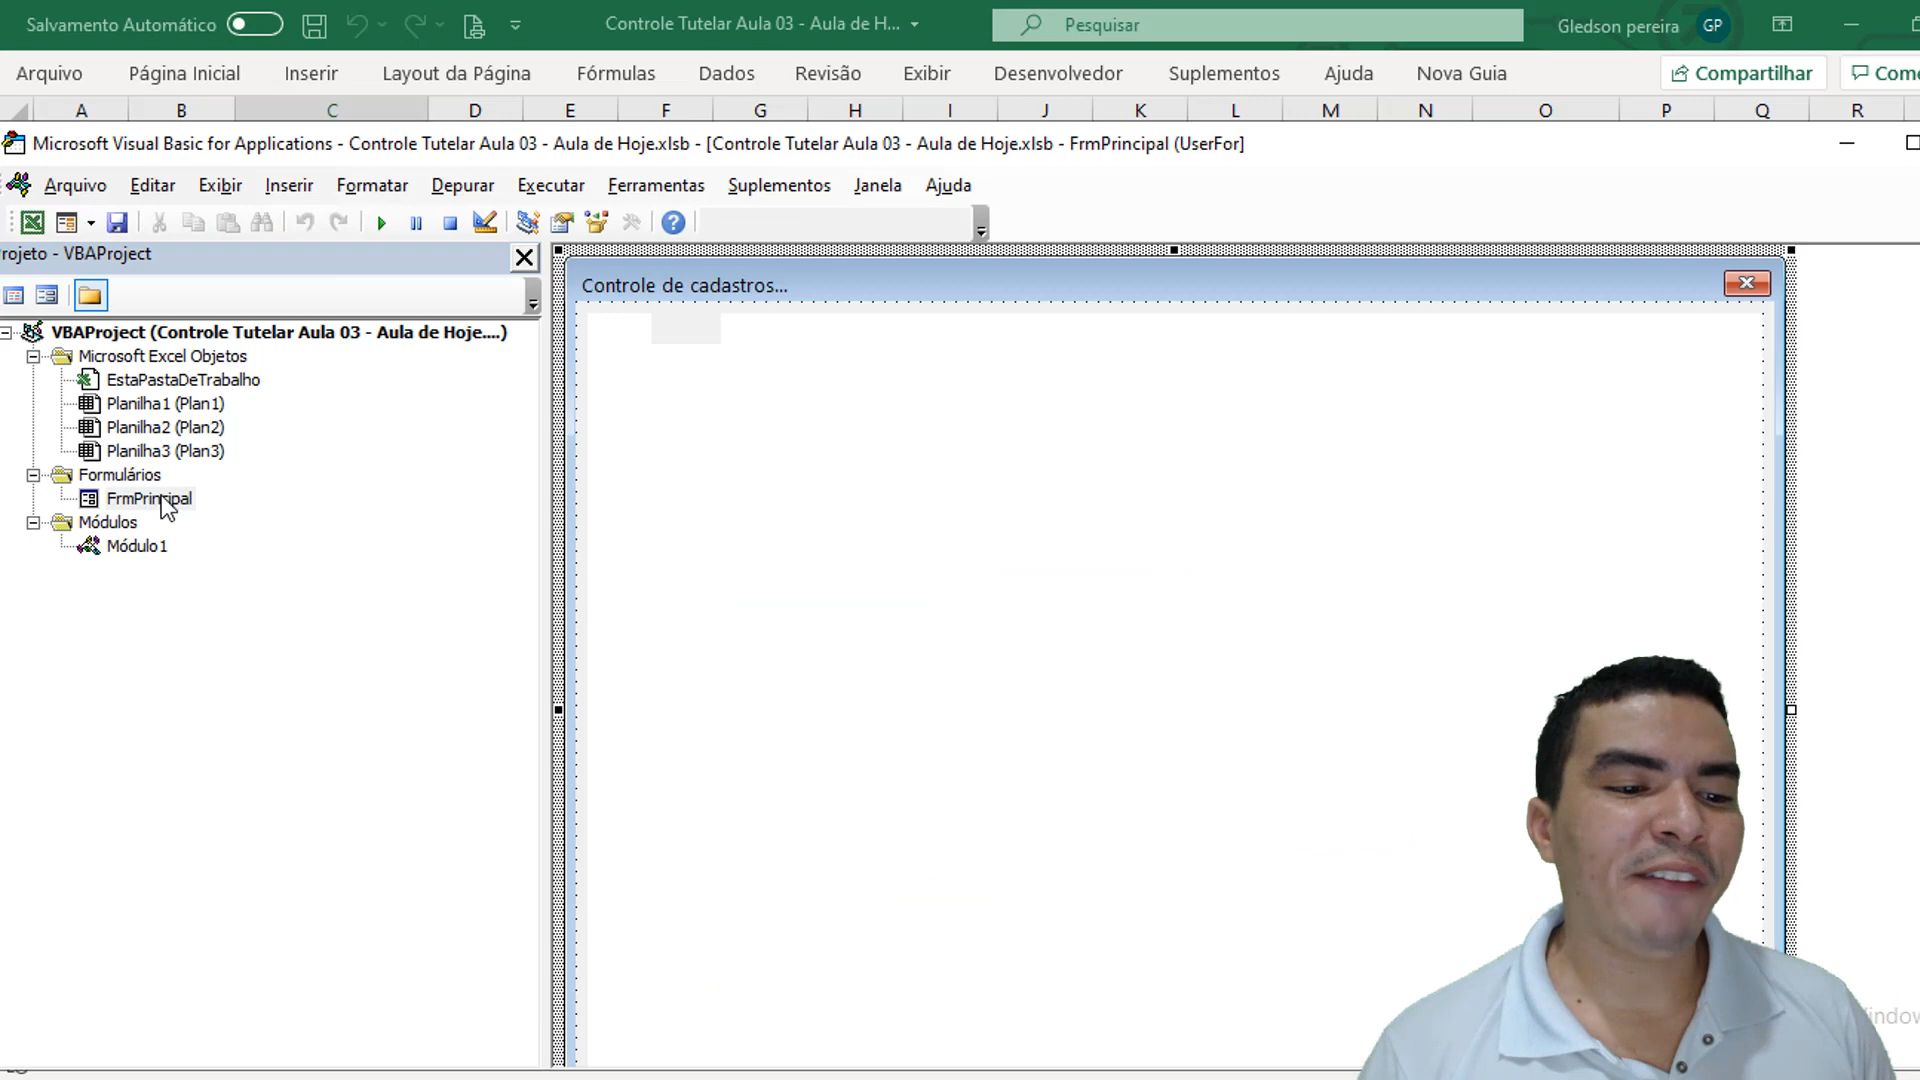 Salvamento Automático
Controle Tutelar Aula 03 - Aula de H...
Pesquisar
Gledson pereira
GP
Arquivo
Página Inicial
Inserir
Layout da Página
Fórmulas
Dados
Revisão
Exibir
Desenvolvedor
Suplementos
Ajuda
Nova Guia
Compartilhar
Come
A B C D E F G H I J K L M N O P Q R
Microsoft Visual Basic for Applications - Controle Tutelar Aula 03 - Aula de Hoje.xlsb - [Controle Tutelar Aula 03 - Aula de Hoje.xlsb - FrmPrincipal (UserFor]
Arquivo
Editar
Exibir
Inserir
Formatar
Depurar
Executar
Ferramentas
Suplementos
Janela
Ajuda
rojeto - VBAProject
Controle de cadastros...
VBAProject (Controle Tutelar Aula 03 - Aula de Hoje....)
Microsoft Excel Objetos
EstaPastaDeTrabalho
Planilha1 (Plan1)
Planilha2 (Plan2)
Planilha3 (Plan3)
Formulários
FrmPrincipal
Módulos
Módulo1